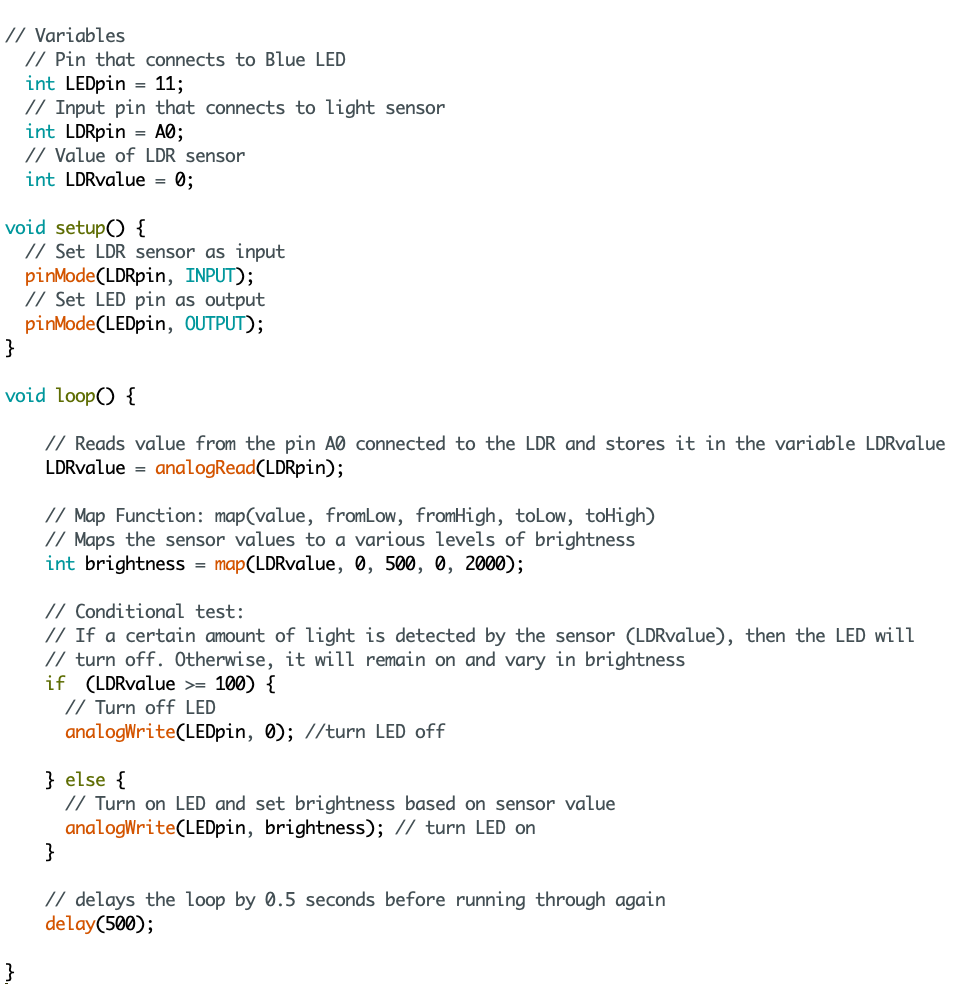 // Variables
  // Pin that connects to Blue LED
  int LEDpin = 11;
  // Input pin that connects to light sensor
  int LDRpin = A0;
  // Value of LDR sensor
  int LDRvalue = 0;

void setup() {
  // Set LDR sensor as input
  pinMode(LDRpin, INPUT);
  // Set LED pin as output
  pinMode(LEDpin, OUTPUT);
}

void loop() {

    // Reads value from the pin A0 connected to the LDR and stores it in the variable LDRvalue
    LDRvalue = analogRead(LDRpin);

    // Map Function: map(value, fromLow, fromHigh, toLow, toHigh)
    // Maps the sensor values to a various levels of brightness
    int brightness = map(LDRvalue, 0, 500, 0, 2000);

    // Conditional test:
    // If a certain amount of light is detected by the sensor (LDRvalue), then the LED will
    // turn off. Otherwise, it will remain on and vary in brightness
    if  (LDRvalue >= 100) {
      // Turn off LED
      analogWrite(LEDpin, 0); //turn LED off

    } else {
      // Turn on LED and set brightness based on sensor value
      analogWrite(LEDpin, brightness); // turn LED on
    }

    // delays the loop by 0.5 seconds before running through again
    delay(500);

}